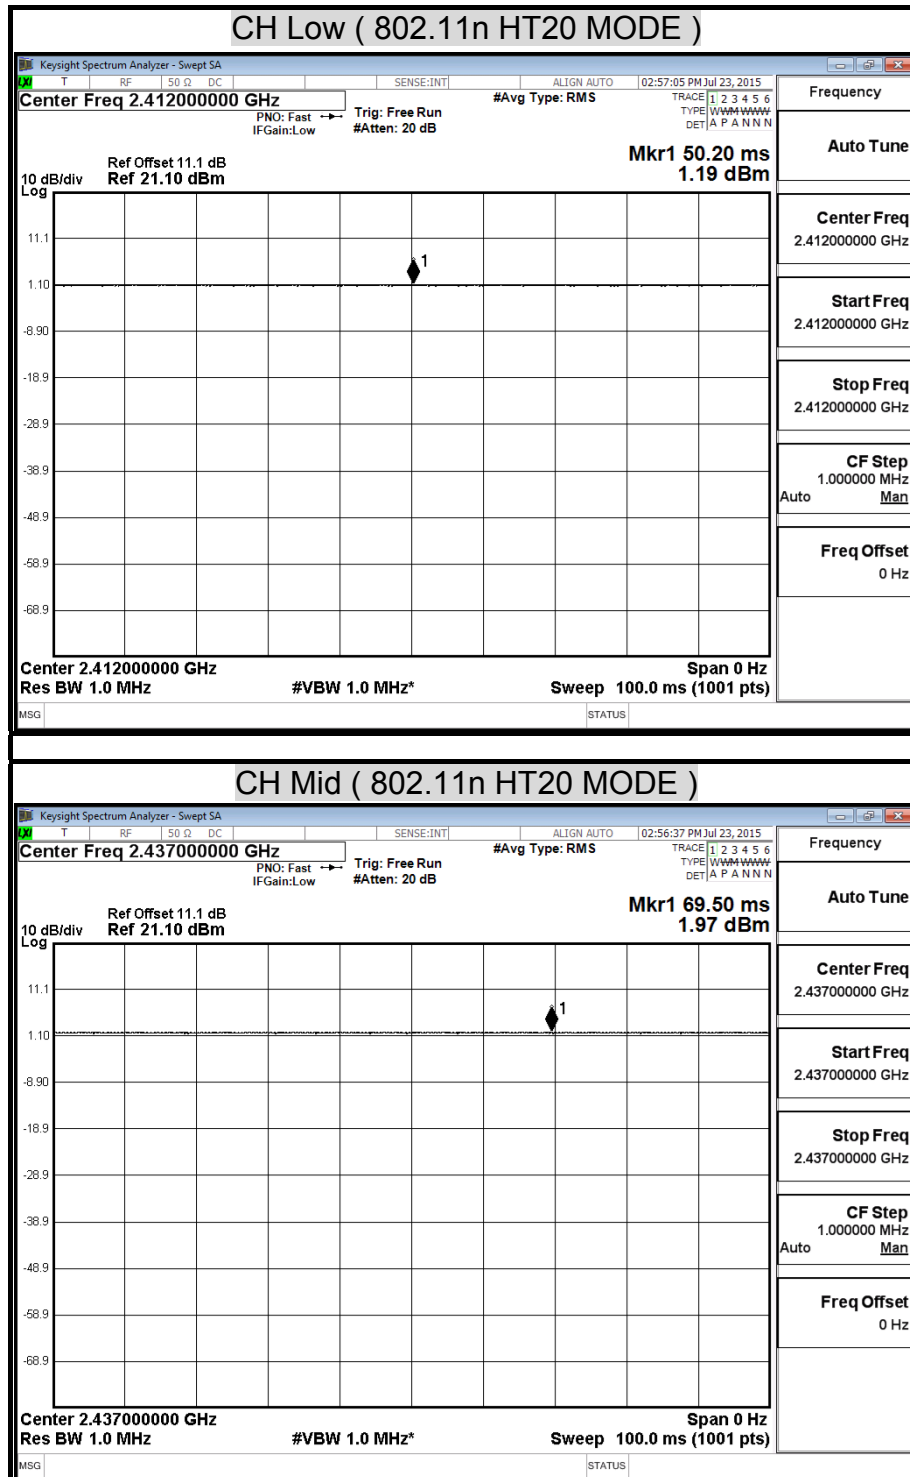 CH Low ( 802.11n HT20 MODE )
Keysight Spectrum Analyzer - Swept SA
LXI T RF 50 Ω DC SENSE:INT ALIGN AUTO 02:57:05 PM Jul 23, 2015
Center Freq 2.412000000 GHz
PNO: Fast
IFGain:Low
Trig: Free Run
#Atten: 20 dB
#Avg Type: RMS
TRACE 1 2 3 4 5 6
TYPE WWMWWWW
DET A P A N N N
Mkr1 50.20 ms
1.19 dBm
Ref Offset 11.1 dB
10 dB/div Ref 21.10 dBm
Log
11.1
1
1.10
-8.90
-18.9
-28.9
-38.9
-48.9
-58.9
-68.9
Center 2.412000000 GHz Span 0 Hz
Res BW 1.0 MHz #VBW 1.0 MHz* Sweep 100.0 ms (1001 pts)
MSG STATUS
Frequency
Auto Tune
Center Freq
2.412000000 GHz
Start Freq
2.412000000 GHz
Stop Freq
2.412000000 GHz
CF Step
1.000000 MHz
Auto Man
Freq Offset
0 Hz
CH Mid ( 802.11n HT20 MODE )
Keysight Spectrum Analyzer - Swept SA
LXI T RF 50 Ω DC SENSE:INT ALIGN AUTO 02:56:37 PM Jul 23, 2015
Center Freq 2.437000000 GHz
PNO: Fast
IFGain:Low
Trig: Free Run
#Atten: 20 dB
#Avg Type: RMS
TRACE 1 2 3 4 5 6
TYPE WWMWWWW
DET A P A N N N
Mkr1 69.50 ms
1.97 dBm
Ref Offset 11.1 dB
10 dB/div Ref 21.10 dBm
Log
11.1
1
1.10
-8.90
-18.9
-28.9
-38.9
-48.9
-58.9
-68.9
Center 2.437000000 GHz Span 0 Hz
Res BW 1.0 MHz #VBW 1.0 MHz* Sweep 100.0 ms (1001 pts)
MSG STATUS
Frequency
Auto Tune
Center Freq
2.437000000 GHz
Start Freq
2.437000000 GHz
Stop Freq
2.437000000 GHz
CF Step
1.000000 MHz
Auto Man
Freq Offset
0 Hz